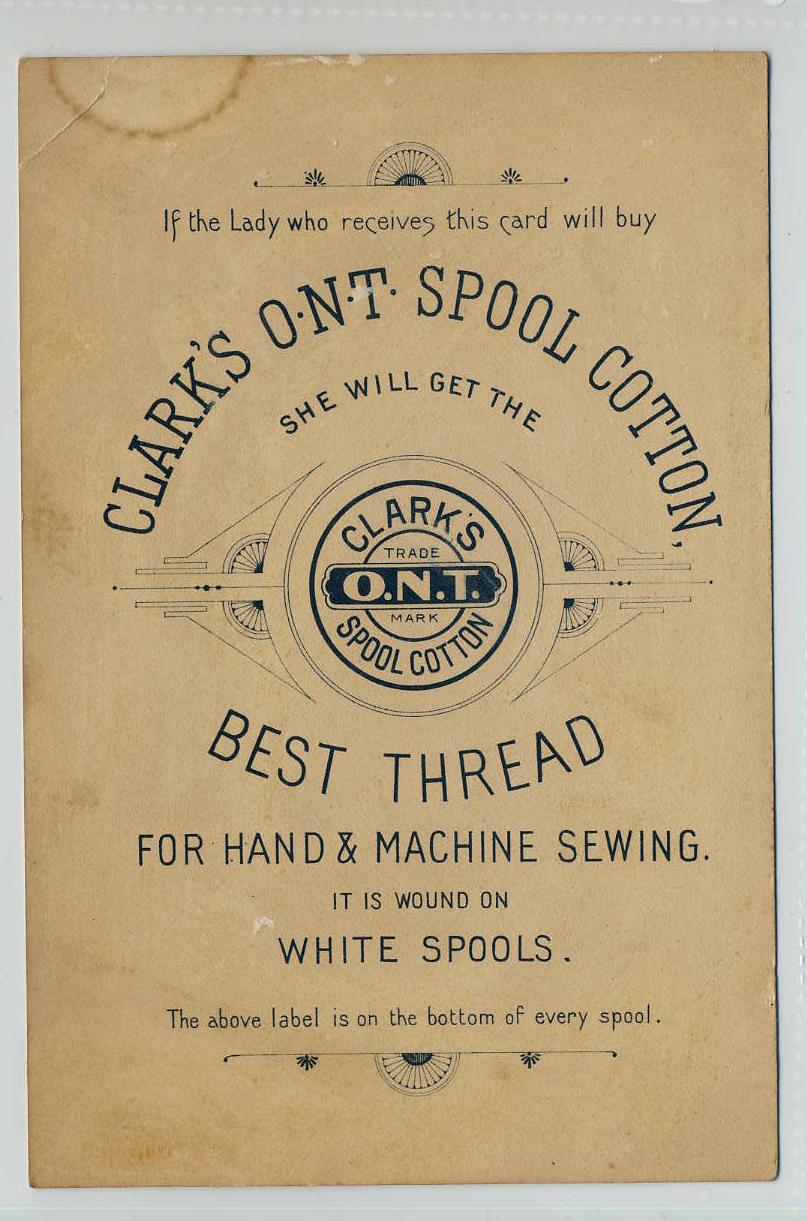 If the Lady who receives this card will buy
CLARK'S O·N·T· SPOOL COTTON,
SHE WILL GET THE
CLARK'S
TRADE
O.N.T.
MARK
SPOOL COTTON
BEST THREAD
FOR HAND & MACHINE SEWING.
IT IS WOUND ON
WHITE SPOOLS.
The above label is on the bottom of every spool.